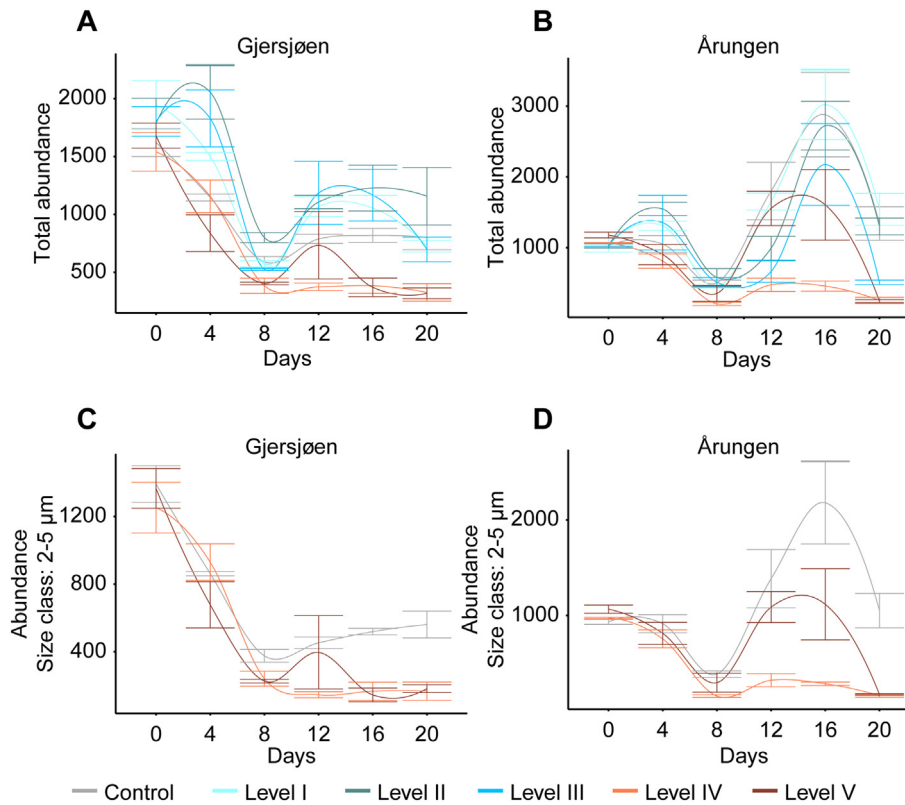 A
Gjersjøen
Total abundance
2000
1500
1000
500
0 4 8 12 16 20
Days
B
Årungen
Total abundance
3000
2000
1000
0 4 8 12 16 20
Days
C
Gjersjøen
Abundance
Size class: 2-5 µm
1200
800
400
0 4 8 12 16 20
Days
D
Årungen
Abundance
Size class: 2-5 µm
2000
1000
0 4 8 12 16 20
Days
Control Level I Level II Level III Level IV Level V